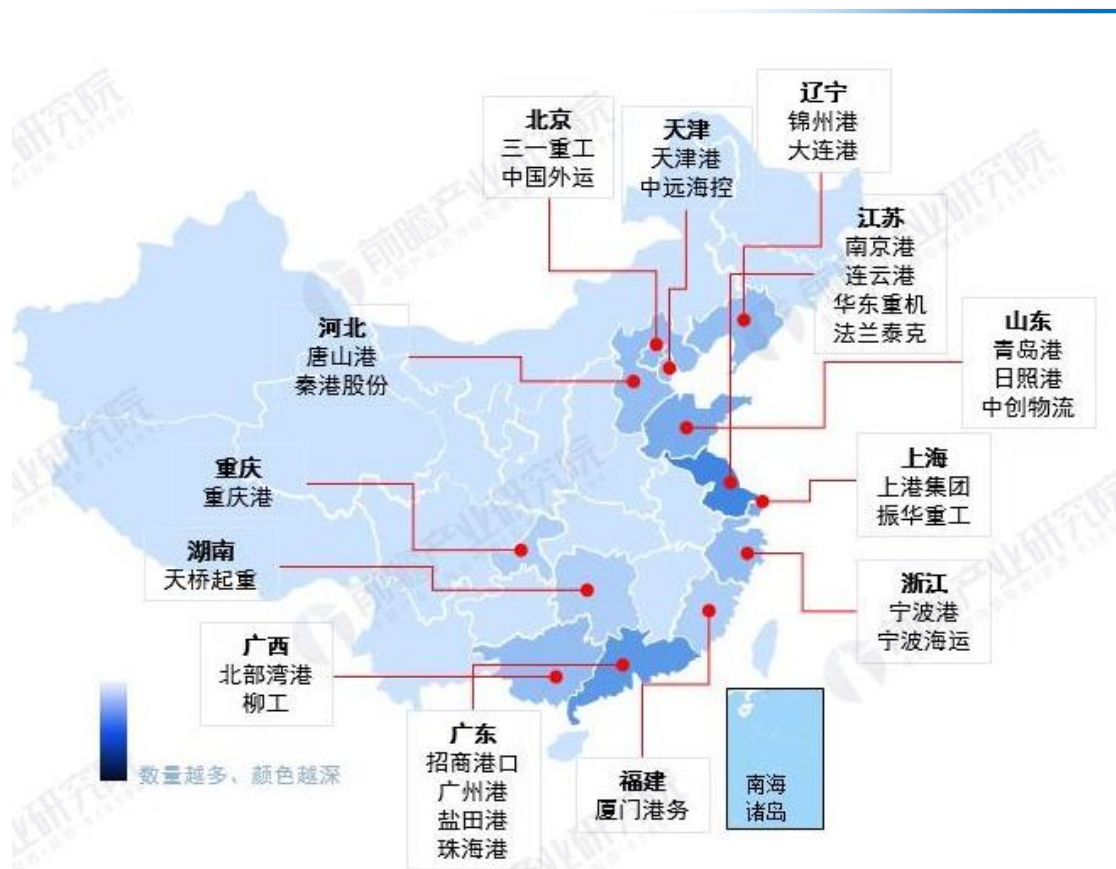 北京
三一重工
中国外运
天津
天津港
中远海控
辽宁
锦州港
大连港
江苏
南京港
连云港
华东重机
法兰泰克
山东
青岛港
日照港
中创物流
河北
唐山港
秦港股份
上海
上港集团
振华重工
重庆
重庆港
湖南
天桥起重
浙江
宁波港
宁波海运
广西
北部湾港
柳工
广东
招商港口
广州港
盐田港
珠海港
福建
厦门港务
南海
诸岛
数量越多、颜色越深
前瞻产业研究院